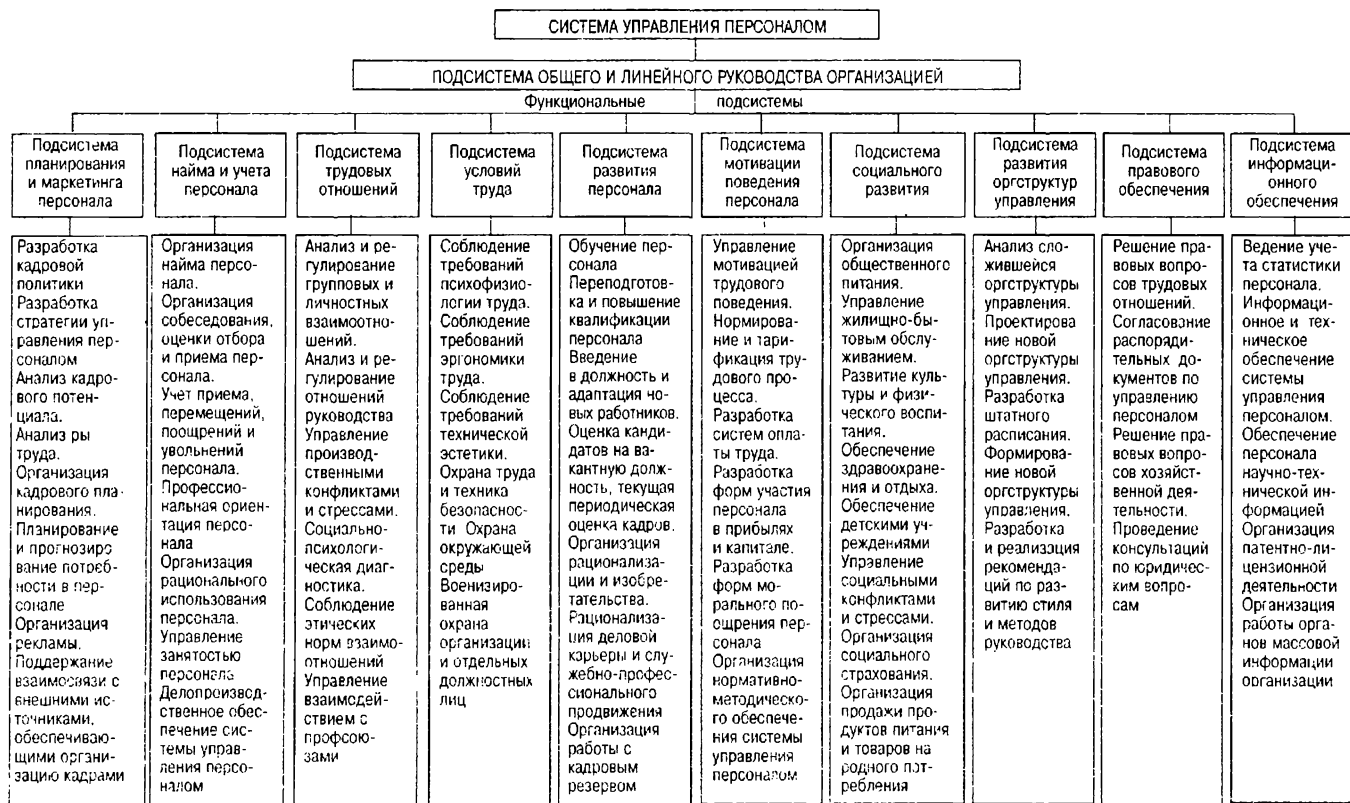 СИСТЕМА УПРАВЛЕНИЯ ПЕРСОНАЛОМ
ПОДСИСТЕМА ОБЩЕГО И ЛИНЕЙНОГО РУКОВОДСТВА ОРГАНИЗАЦИЕЙ
Функциональные подсистемы
Подсистема
планирования
и маркетинга
персонала
Разработка
кадровой
политики
Разработка
стратегии уп-
равления пер-
соналом
Анализ кадро-
вого потен-
циала.
Анализ ры
труда.
Организация
кадрового пла-
нирования.
Планирование
и прогнозиро
вание потреб-
ности в пер-
сонале
Организация
рекламы.
Поддержание
взаимосвязи с
внешними ис-
точниками,
обеспечиваю-
щими органи-
зацию кадрами
Подсистема
найма и учета
персонала
Организация
найма персо-
нала.
Организация
собеседования,
оценки отбора
и приема пер-
сонала.
Учет приема,
перемещений,
поощрений и
увольнений
персонала.
Профессио-
нальная ориен-
тация персо-
нала
Организация
рационального
использования
персонала.
Управление
занятостью
персонала
Делопроизвод-
ственное обес-
печение сис-
темы управ-
ления персо-
налом
Подсистема
трудовых
отношений
Анализ и ре-
гулирование
групповых и
личностных
взаимоотно-
шений.
Анализ и ре-
гулирование
отношений
руководства
Управление
производ-
ственными
конфликтами
и стрессами.
Социально-
психологи-
ческая диаг-
ностика.
Соблюдение
этических
норм взаимо-
отношений
Управление
взаимодей-
ствием с
профсою-
зами
Подсистема
условий
труда
Соблюдение
требований
психофизио-
логии труда.
Соблюдение
требований
эргономики
труда.
Соблюдение
требований
технической
эстетики.
Охрана труда
и техника
безопаснос-
ти Охрана
окружающей
среды
Военизиро-
ванная
охрана
организации
и отдельных
должностных
лиц
Подсистема
развития
персонала
Обучение пер-
сонала
Переподготов-
ка и повышение
квалификации
персонала
Введение
в должность и
адаптация но-
вых работников.
Оценка канди-
датов на ва-
кантную долж-
ность, текущая
периодическая
оценка кадров.
Организация
рационализа-
ции и изобре-
тательства.
Рационализа-
ция деловой
карьеры и слу-
жебно-профес-
сионального
продвижения
Организация
работы с
кадровым
резервом
Подсистема
мотивации
поведения
персонала
Управление
мотивацией
трудового
поведения.
Нормирова-
ние и тари-
фикация тру-
дового про-
цесса.
Разработка
систем опла-
ты труда.
Разработка
форм участия
персонала
в прибылях
и капитале.
Разработка
форм мо-
рального по-
ощрения пер-
сонала
Организация
нормативно-
методическо-
го обеспече-
ния системы
управления
персоналом
Подсистема
социального
развития
Организация
общественного
питания.
Управление
жилищно-бы-
товым обслу-
живанием.
Развитие куль-
туры и физи-
ческого воспи-
тания.
Обеспечение
здравоохране-
ния и отдыха.
Обеспечение
детскими уч-
реждениями
Управление
социальными
конфликтами
и стрессами.
Организация
социального
страхования.
Организация
продажи про-
дуктов питания
и товаров на
родного пот-
ребления
Подсистема
развития
оргструктур
управления
Анализ сло-
жившейся
оргструктуры
управления.
Проектирова
ние новой
оргструктуры
управления.
Разработка
штатного
расписания.
Формирова-
ние новой
оргструктуры
управления.
Разработка
и реализация
рекоменда-
ций по раз-
витию стиля
и методов
руководства
Подсистема
правового
обеспечения
Решение пра-
вовых вопро-
сов трудовых
отношений.
Согласование
распоряди-
тельных до-
кументов по
управлению
персоналом
Решение пра-
вовых вопро-
сов хозяйст-
венной дея-
тельности.
Проведение
консультаций
по юридичес-
ким вопро-
сам
Подсистема
информаци-
онного
обеспечения
Ведение уче-
та статистики
персонала.
Информаци-
онное и тех-
ническое
обеспечение
системы
управления
персоналом.
Обеспечение
персонала
научно-тех-
нической ин-
формацией
Организация
патентно-ли-
цензионной
деятельности
Организация
работы орга-
нов массовой
информации
организации